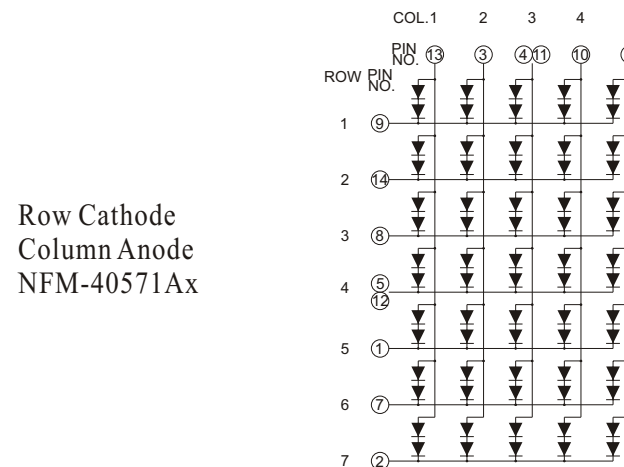 COL.1 2 3 4
PIN NO. 13 3 4 11 10
ROW PIN NO.
1 9
2 14
Row Cathode
3 8
Column Anode
NFM-40571Ax
4 5 12
5 1
6 7
7 2